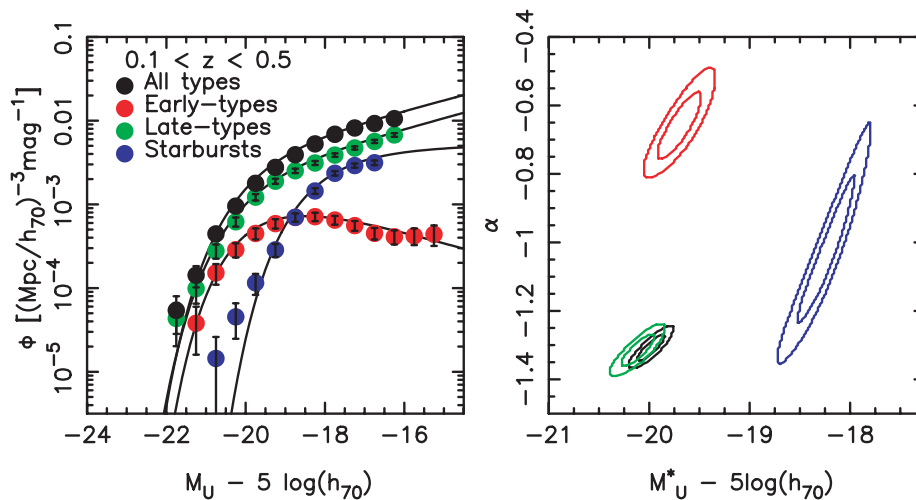 0.1 < z < 0.5
All types
Early-types
Late-types
Starbursts
0.1
0.01
10⁻³
10⁻⁴
10⁻⁵
ϕ [(Mpc/h₇₀)⁻³mag⁻¹]
−24 −22 −20 −18 −16
M_U − 5 log(h₇₀)
−0.4
−0.6
−0.8
−1
−1.2
−1.4
α
−21 −20 −19 −18
M*_U − 5log(h₇₀)